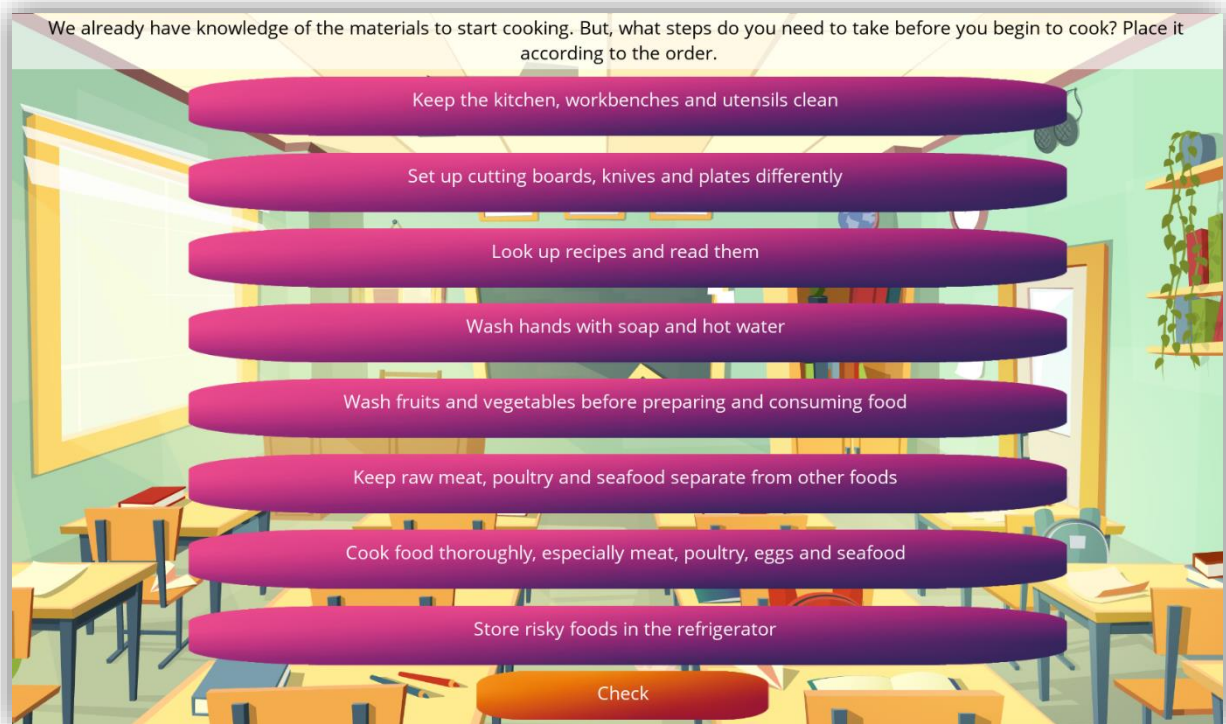 We already have knowledge of the materials to start cooking. But, what steps do you need to take before you begin to cook? Place it
according to the order.
Keep the kitchen, workbenches and utensils clean
Set up cutting boards, knives and plates differently
Look up recipes and read them
Wash hands with soap and hot water
Wash fruits and vegetables before preparing and consuming food
Keep raw meat, poultry and seafood separate from other foods
Cook food thoroughly, especially meat, poultry, eggs and seafood
Store risky foods in the refrigerator
Check